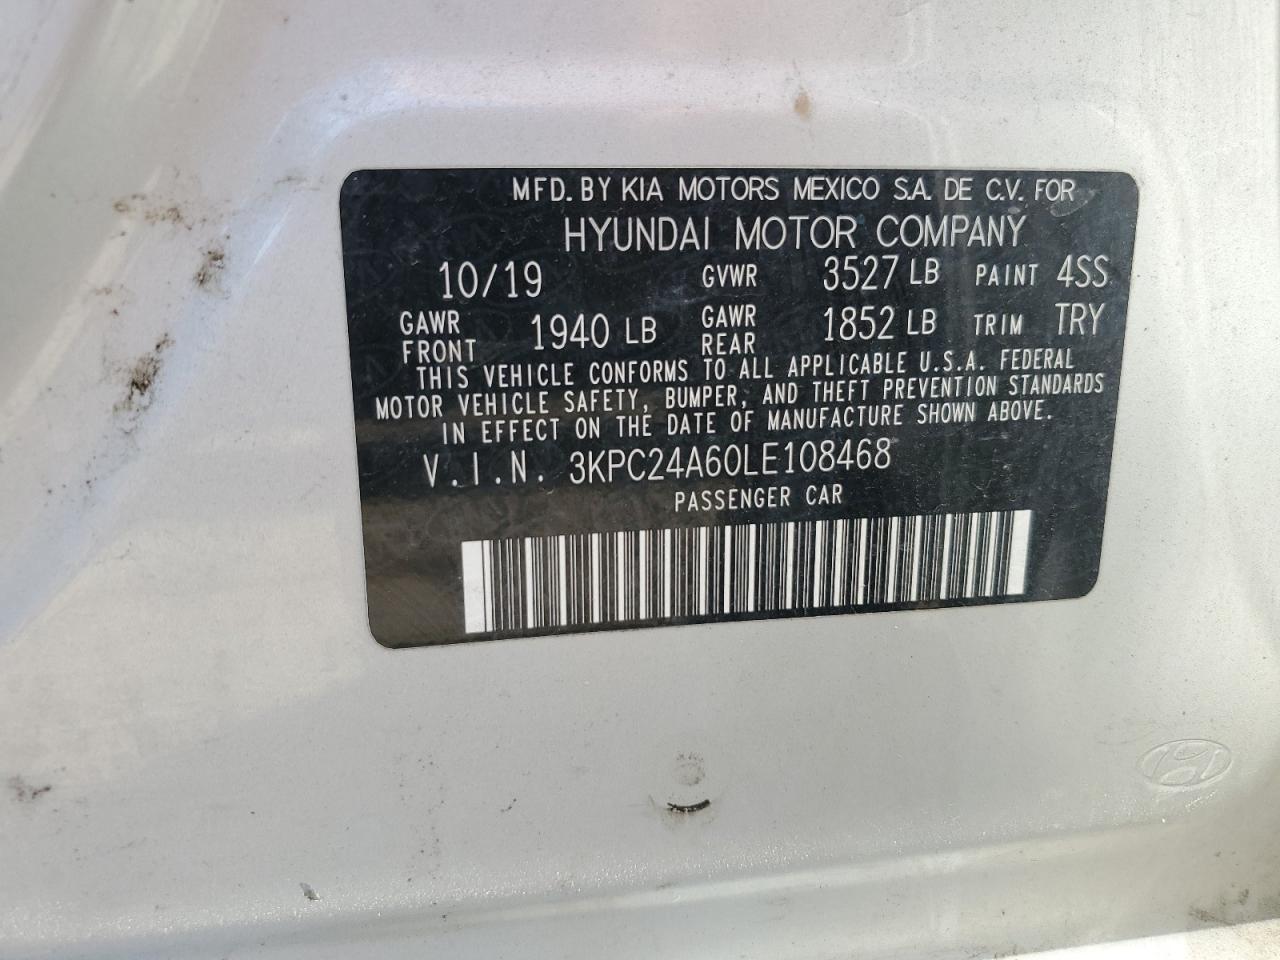 MFD. BY KIA MOTORS MEXICO S.A. DE C.V. FOR
HYUNDAI MOTOR COMPANY
10/19 GVWR 3527 LB PAINT 4SS
GAWR FRONT 1940 LB GAWR REAR 1852 LB TRIM TRY
THIS VEHICLE CONFORMS TO ALL APPLICABLE U.S.A. FEDERAL
MOTOR VEHICLE SAFETY, BUMPER, AND THEFT PREVENTION STANDARDS
IN EFFECT ON THE DATE OF MANUFACTURE SHOWN ABOVE.
V.I.N. 3KPC24A60LE108468
PASSENGER CAR